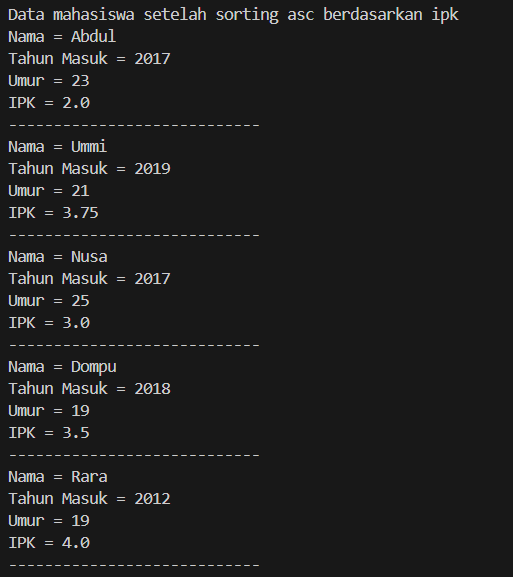 Data mahasiswa setelah sorting asc berdasarkan ipk
Nama = Abdul
Tahun Masuk = 2017
Umur = 23
IPK = 2.0
----------------------------
Nama = Ummi
Tahun Masuk = 2019
Umur = 21
IPK = 3.75
----------------------------
Nama = Nusa
Tahun Masuk = 2017
Umur = 25
IPK = 3.0
----------------------------
Nama = Dompu
Tahun Masuk = 2018
Umur = 19
IPK = 3.5
----------------------------
Nama = Rara
Tahun Masuk = 2012
Umur = 19
IPK = 4.0
----------------------------